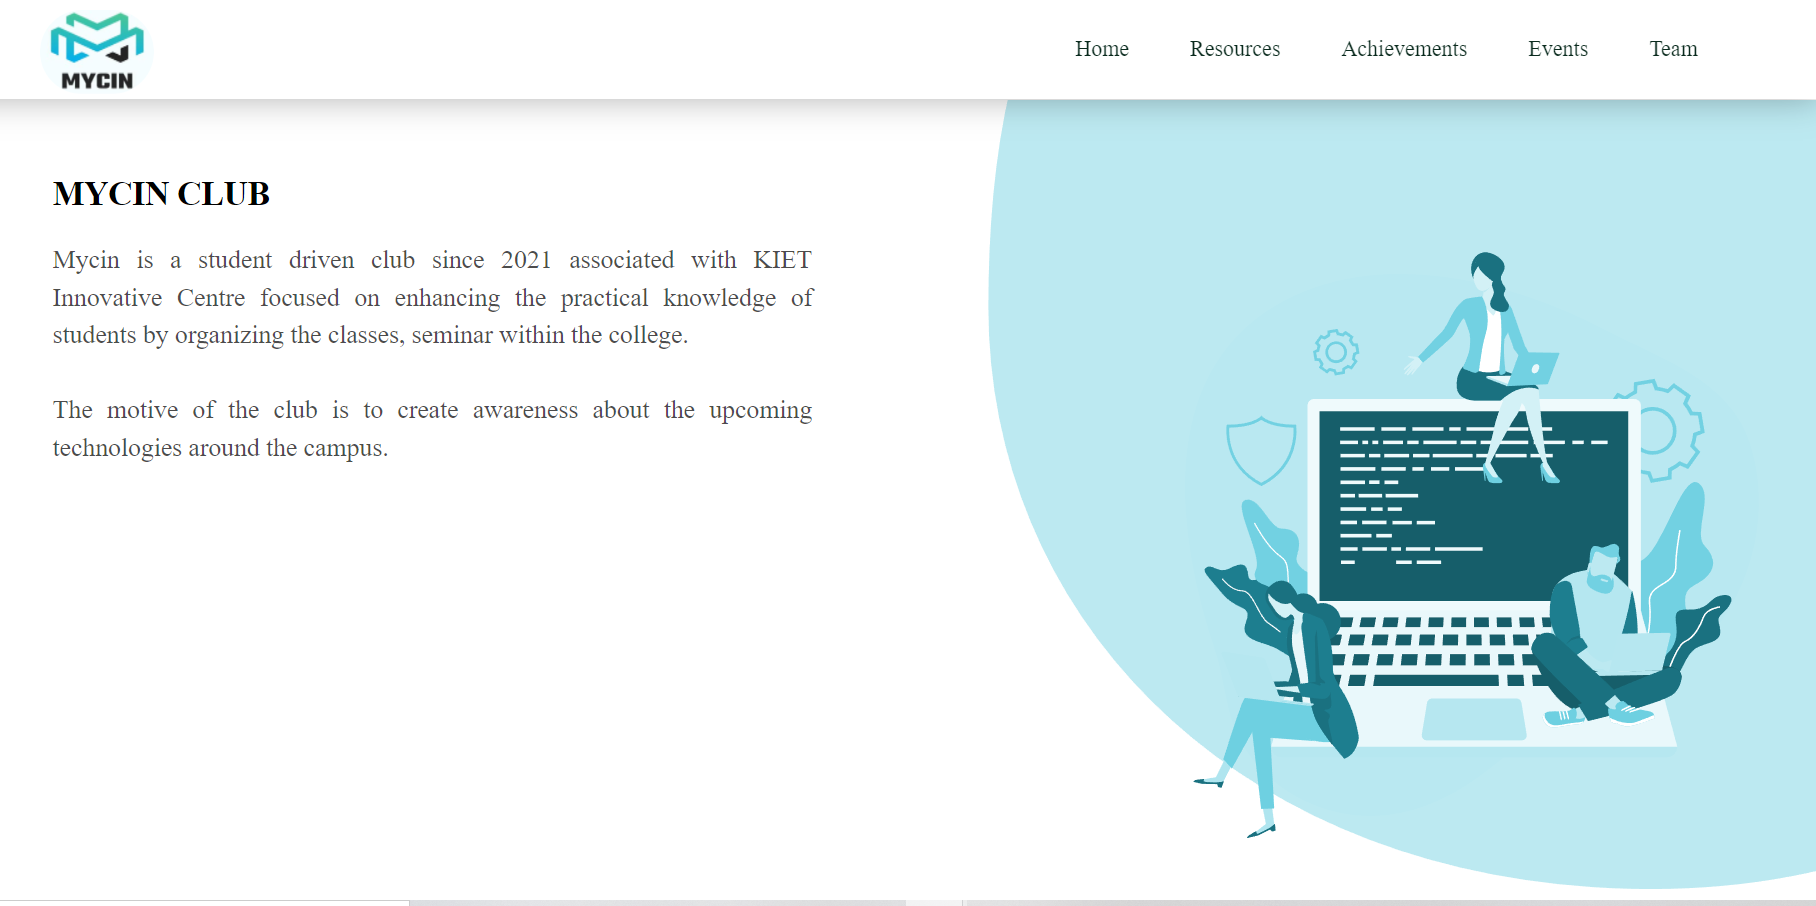 MYCIN
Home Resources Achievements Events Team
MYCIN CLUB
Mycin is a student driven club since 2021 associated with KIET
Innovative Centre focused on enhancing the practical knowledge of
students by organizing the classes, seminar within the college.
The motive of the club is to create awareness about the upcoming
technologies around the campus.